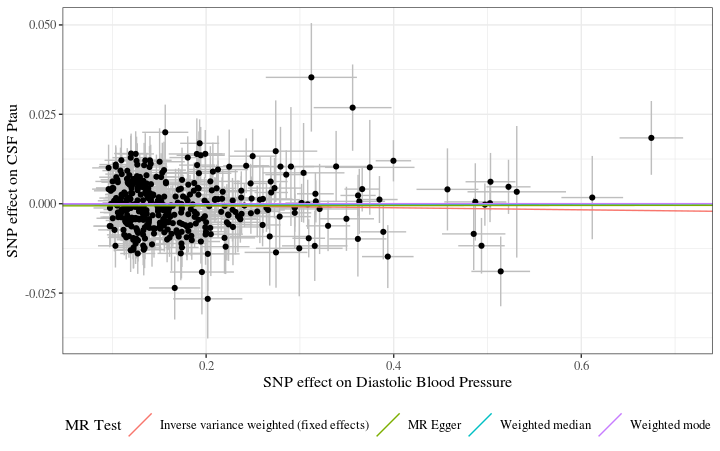 0.050
0.025
0.000
-0.025
SNP effect on CSF Ptau
0.2
0.4
0.6
SNP effect on Diastolic Blood Pressure
MR Test Inverse variance weighted (fixed effects) MR Egger Weighted median Weighted mode